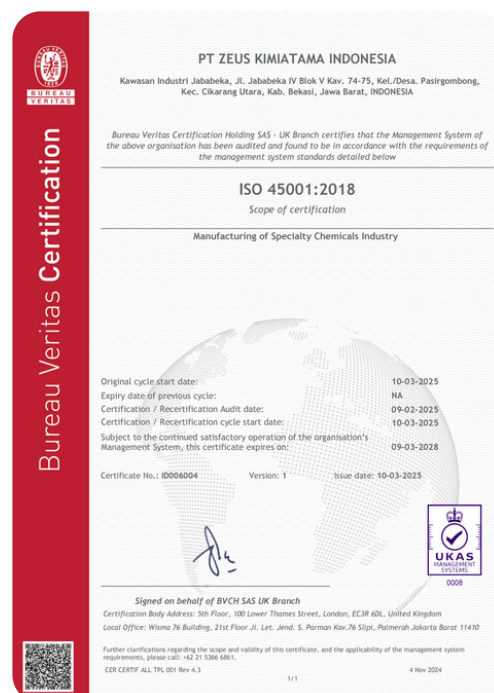 BUREAU
VERITAS
Bureau Veritas Certification
PT ZEUS KIMIATAMA INDONESIA
Kawasan Industri Jababeka, Jl. Jababeka IV Blok V Kav. 74-75, Kel./Desa. Pasirgombong,
Kec. Cikarang Utara, Kab. Bekasi, Jawa Barat, INDONESIA
Bureau Veritas Certification Holding SAS - UK Branch certifies that the Management System of
the above organisation has been audited and found to be in accordance with the requirements of
the management system standards detailed below
ISO 45001:2018
Scope of certification
Manufacturing of Specialty Chemicals Industry
Original cycle start date: 10-03-2025
Expiry date of previous cycle: NA
Certification / Recertification Audit date: 09-02-2025
Certification / Recertification cycle start date: 10-03-2025
Subject to the continued satisfactory operation of the organisation's
Management System, this certificate expires on: 09-03-2028
Certificate No.: ID006004 Version: 1 Issue date: 10-03-2025
UKAS
MANAGEMENT
SYSTEMS
0008
Signed on behalf of BVCH SAS UK Branch
Certification Body Address: 5th Floor, 100 Lower Thames Street, London, EC3R 6DL, United Kingdom
Local Office: Wisma 76 Building, 21st Floor Jl. Let. Jend. S. Parman Kav.76 Slipi, Palmerah Jakarta Barat 11410
Further clarifications regarding the scope and validity of this certificate, and the applicability of the management system
requirements, please call: +62 21 5366 6861.
CER CERTIF ALL TPL 001 Rev 4.3 4 Nov 2024
1/1